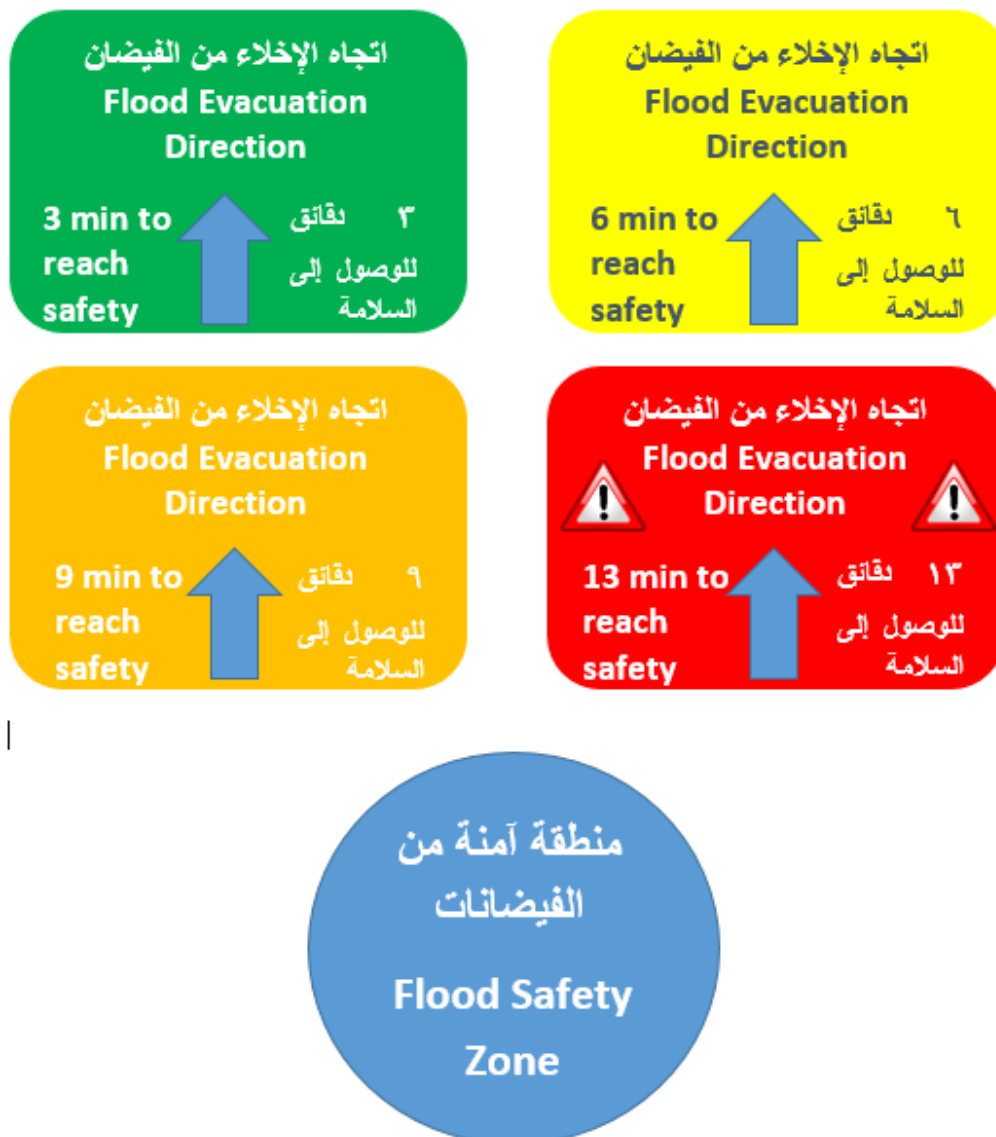 اتجاه الإخلاء من الفيضان
Flood Evacuation
Direction
3 min to
reach
safety
٣ دقائق
للوصول إلى
السلامة
اتجاه الإخلاء من الفيضان
Flood Evacuation
Direction
6 min to
reach
safety
٦ دقائق
للوصول إلى
السلامة
اتجاه الإخلاء من الفيضان
Flood Evacuation
Direction
9 min to
reach
safety
٩ دقائق
للوصول إلى
السلامة
اتجاه الإخلاء من الفيضان
Flood Evacuation
Direction
!
!
13 min to
reach
safety
١٣ دقائق
للوصول إلى
السلامة
منطقة آمنة من
الفيضانات
Flood Safety
Zone